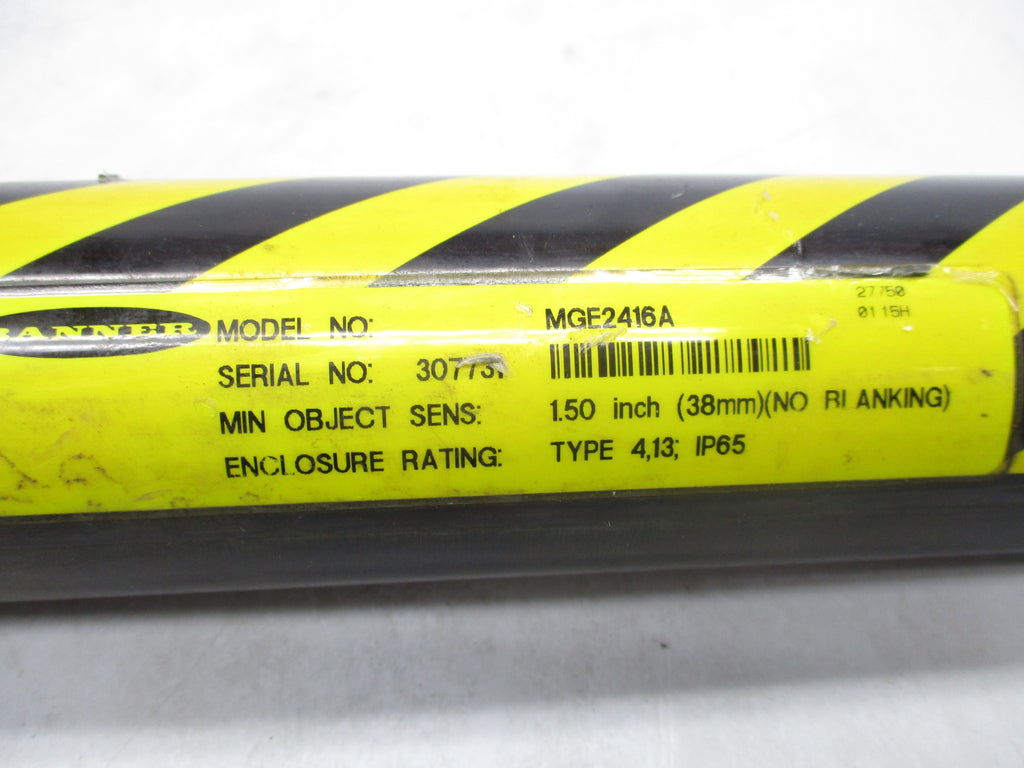 BANNER
MODEL NO: MGE2416A
27750
0115H
SERIAL NO:
MIN OBJECT SENS: 1.50 inch (38mm)(NO BLANKING)
ENCLOSURE RATING: TYPE 4,13; IP65